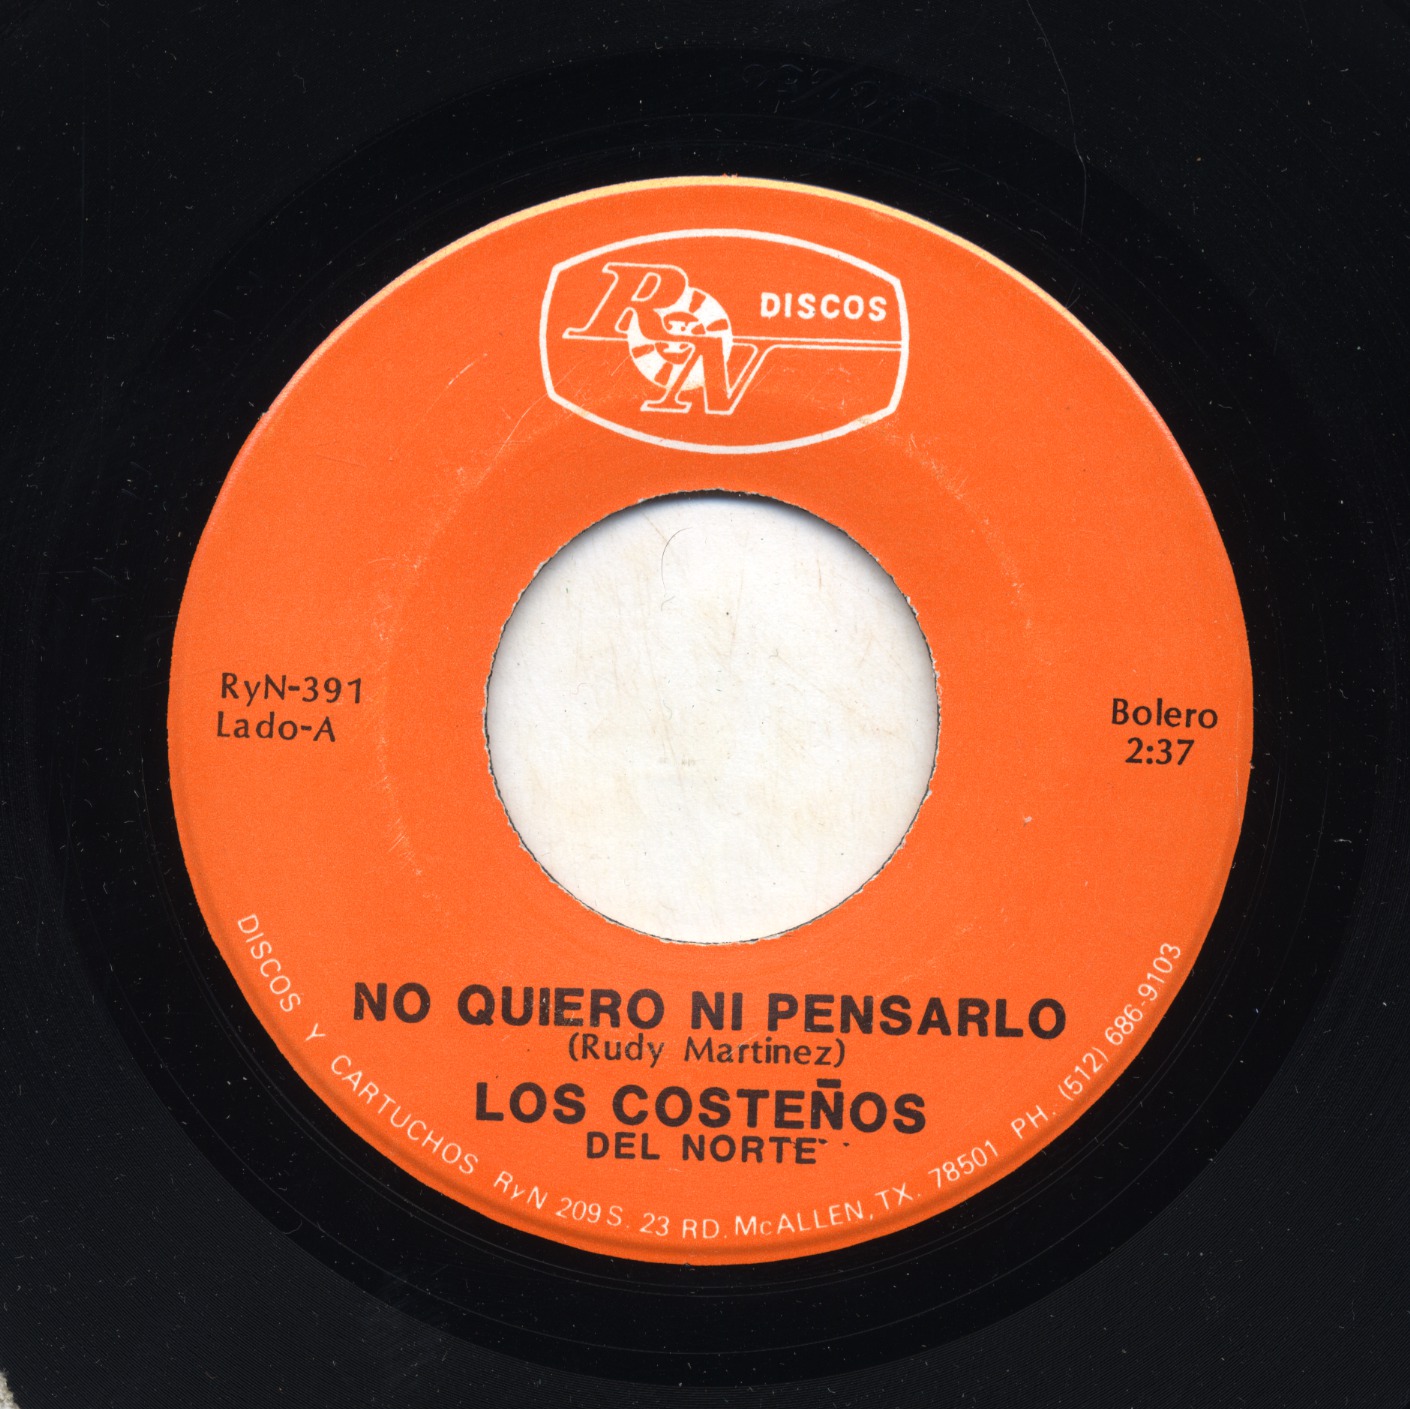 RyN DISCOS
RyN-391
Lado-A
Bolero
2:37
NO QUIERO NI PENSARLO
(Rudy Martinez)
LOS COSTEÑOS
DEL NORTE
DISCOS Y CARTUCHOS RyN 209 S. 23 RD. McALLEN, TX. 78501 PH. (512) 686-9103